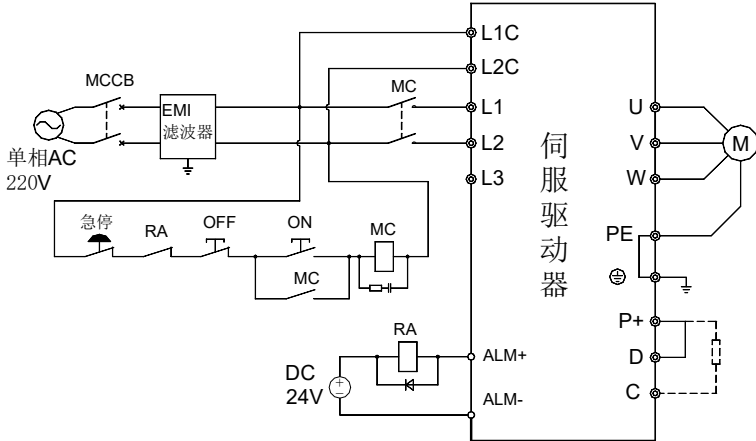 L1C
L2C
MCCB
MC
EMI
滤波器
L1
L2
L3
单相AC
220V
U
V
W
M
PE
伺服驱动器
急停
RA
OFF
ON
MC
MC
P+
D
C
RA
DC
24V
ALM+
ALM-